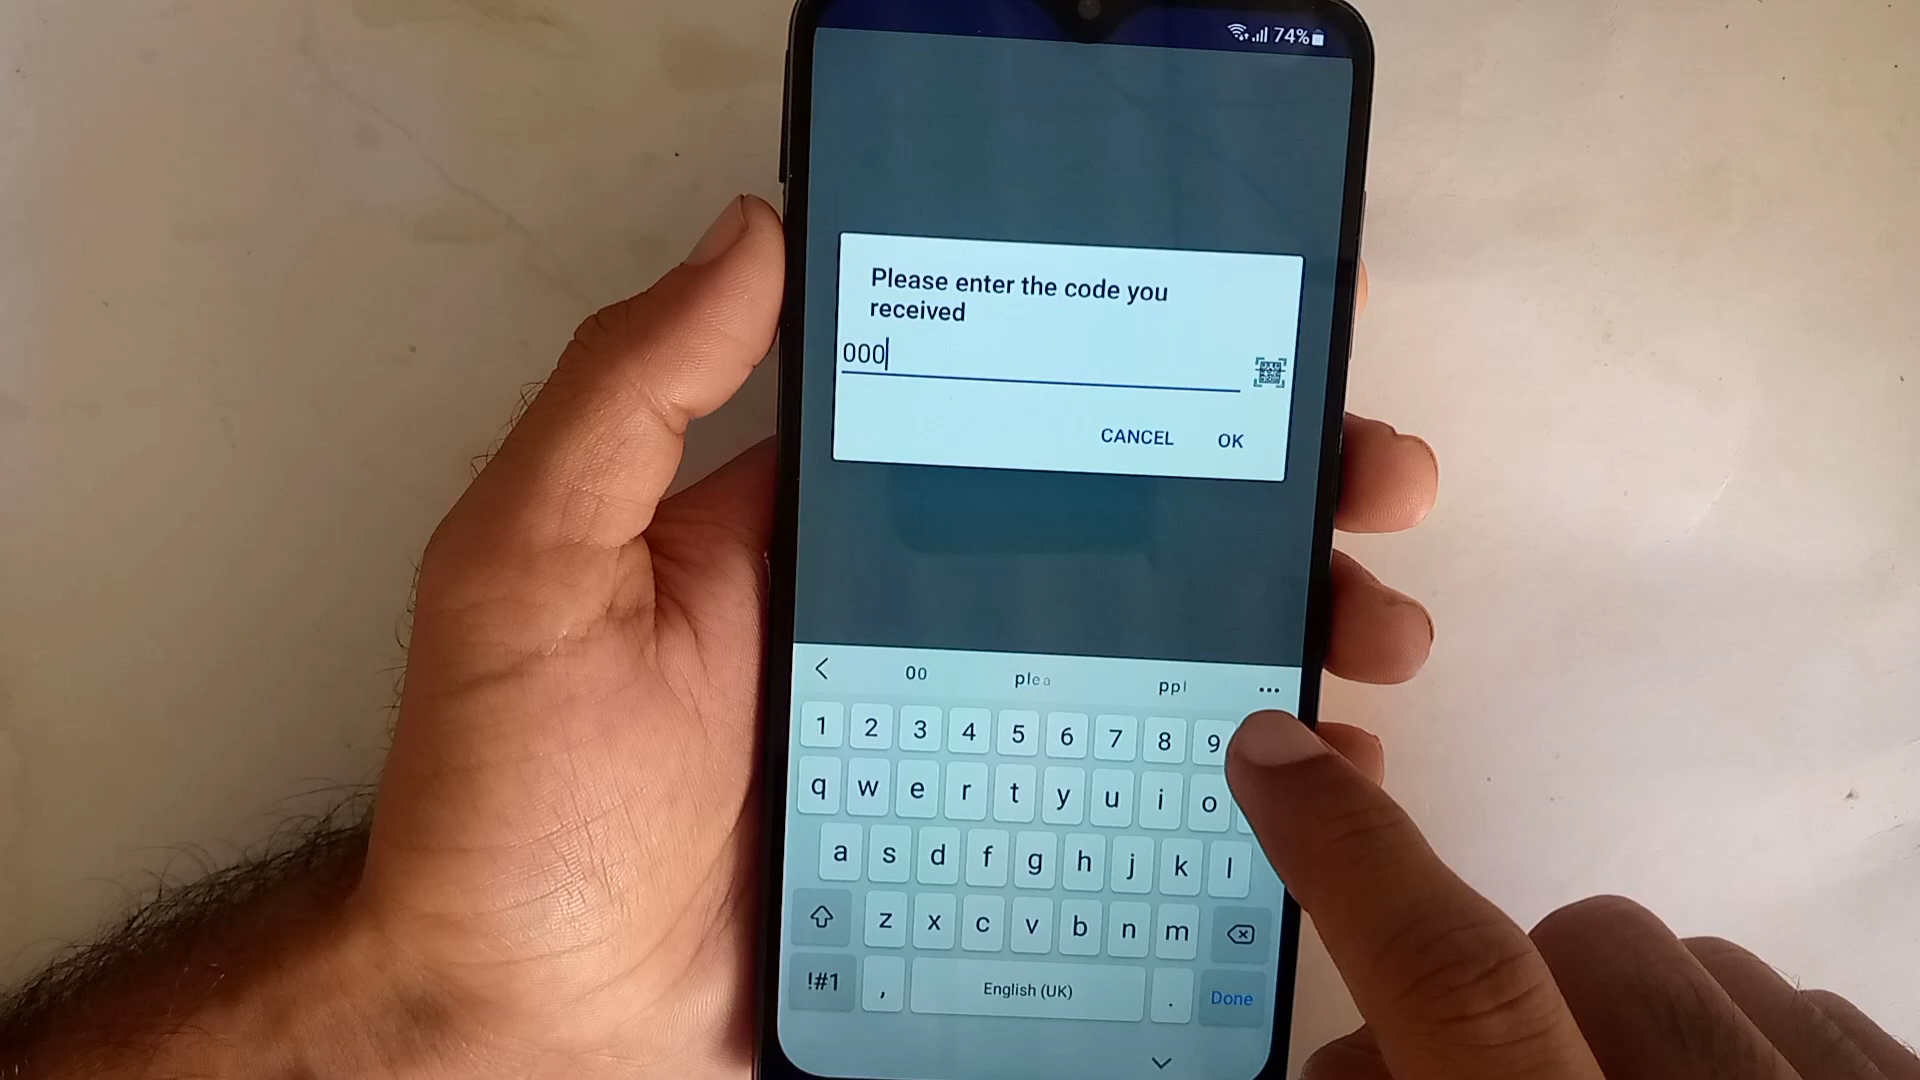 74%
Please enter the code you
received
000
CANCEL OK
00 plea ppl
1 2 3 4 5 6 7 8 9
q w e r t y u i o
a s d f g h j k l
z x c v b n m
!#1 , English (UK) . Done